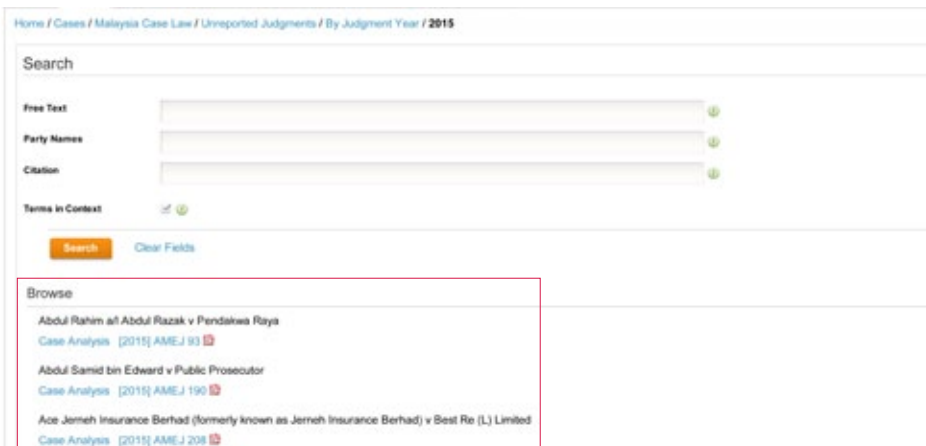 Home / Cases / Malaysia Case Law / Unreported Judgments / By Judgment Year / 2015
Search
Free Text
Party Names
Citation
Terms in Context
Search Clear Fields
Browse
Abdul Rahim a/l Abdul Razak v Pendakwa Raya
Case Analysis [2015] AMEJ 93
Abdul Samid bin Edward v Public Prosecutor
Case Analysis [2015] AMEJ 190
Ace Jerneh Insurance Berhad (formerly known as Jerneh Insurance Berhad) v Best Re (L) Limited
Case Analysis [2015] AMEJ 208